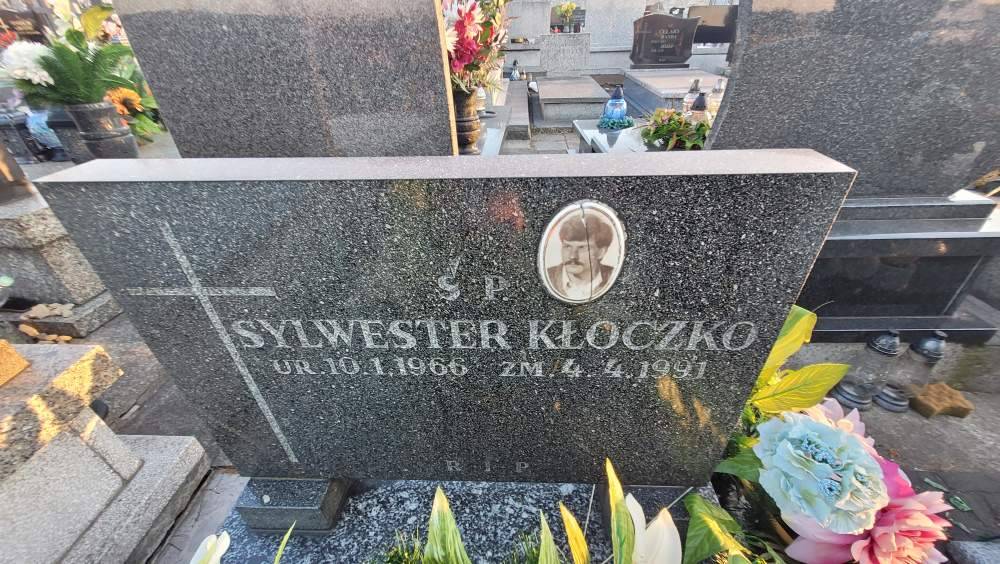 Ś P.
SYLWESTER KŁOCZKO
UR. 10.1.1966 ZM. 4.4.1991
R I P